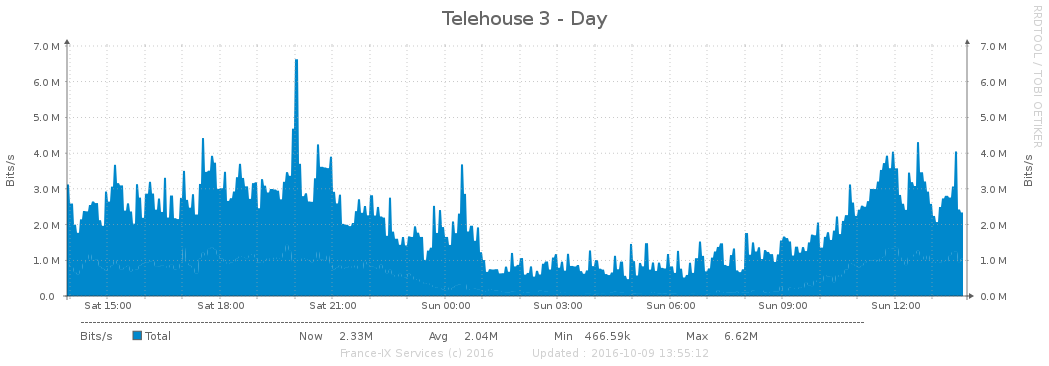 Telehouse 3 - Day
RRDTOOL / TOBI OETIKER
Bits/s
7.0 M
6.0 M
5.0 M
4.0 M
3.0 M
2.0 M
1.0 M
0.0
7.0 M
6.0 M
5.0 M
4.0 M
3.0 M
2.0 M
1.0 M
0.0 M
Bits/s
Sat 15:00 Sat 18:00 Sat 21:00 Sun 00:00 Sun 03:00 Sun 06:00 Sun 09:00 Sun 12:00
Bits/s Total Now 2.33M Avg 2.04M Min 466.59k Max 6.62M
France-IX Services (c) 2016 Updated : 2016-10-09 13:55:12